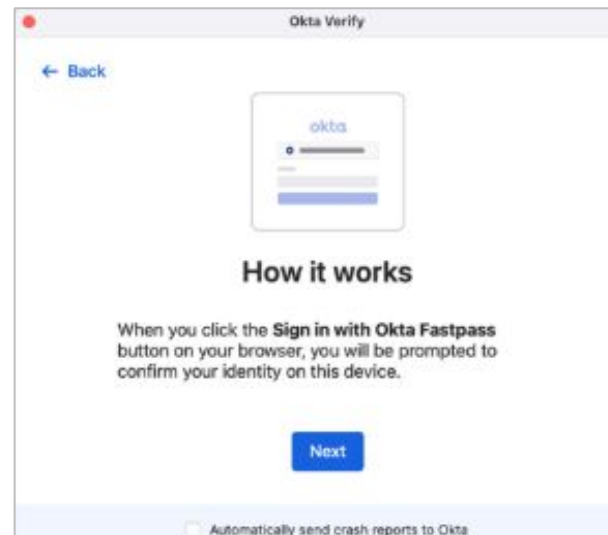 Okta Verify
← Back
okta
How it works
When you click the Sign in with Okta Fastpass
button on your browser, you will be prompted to
confirm your identity on this device.
Next
Automatically send crash reports to Okta